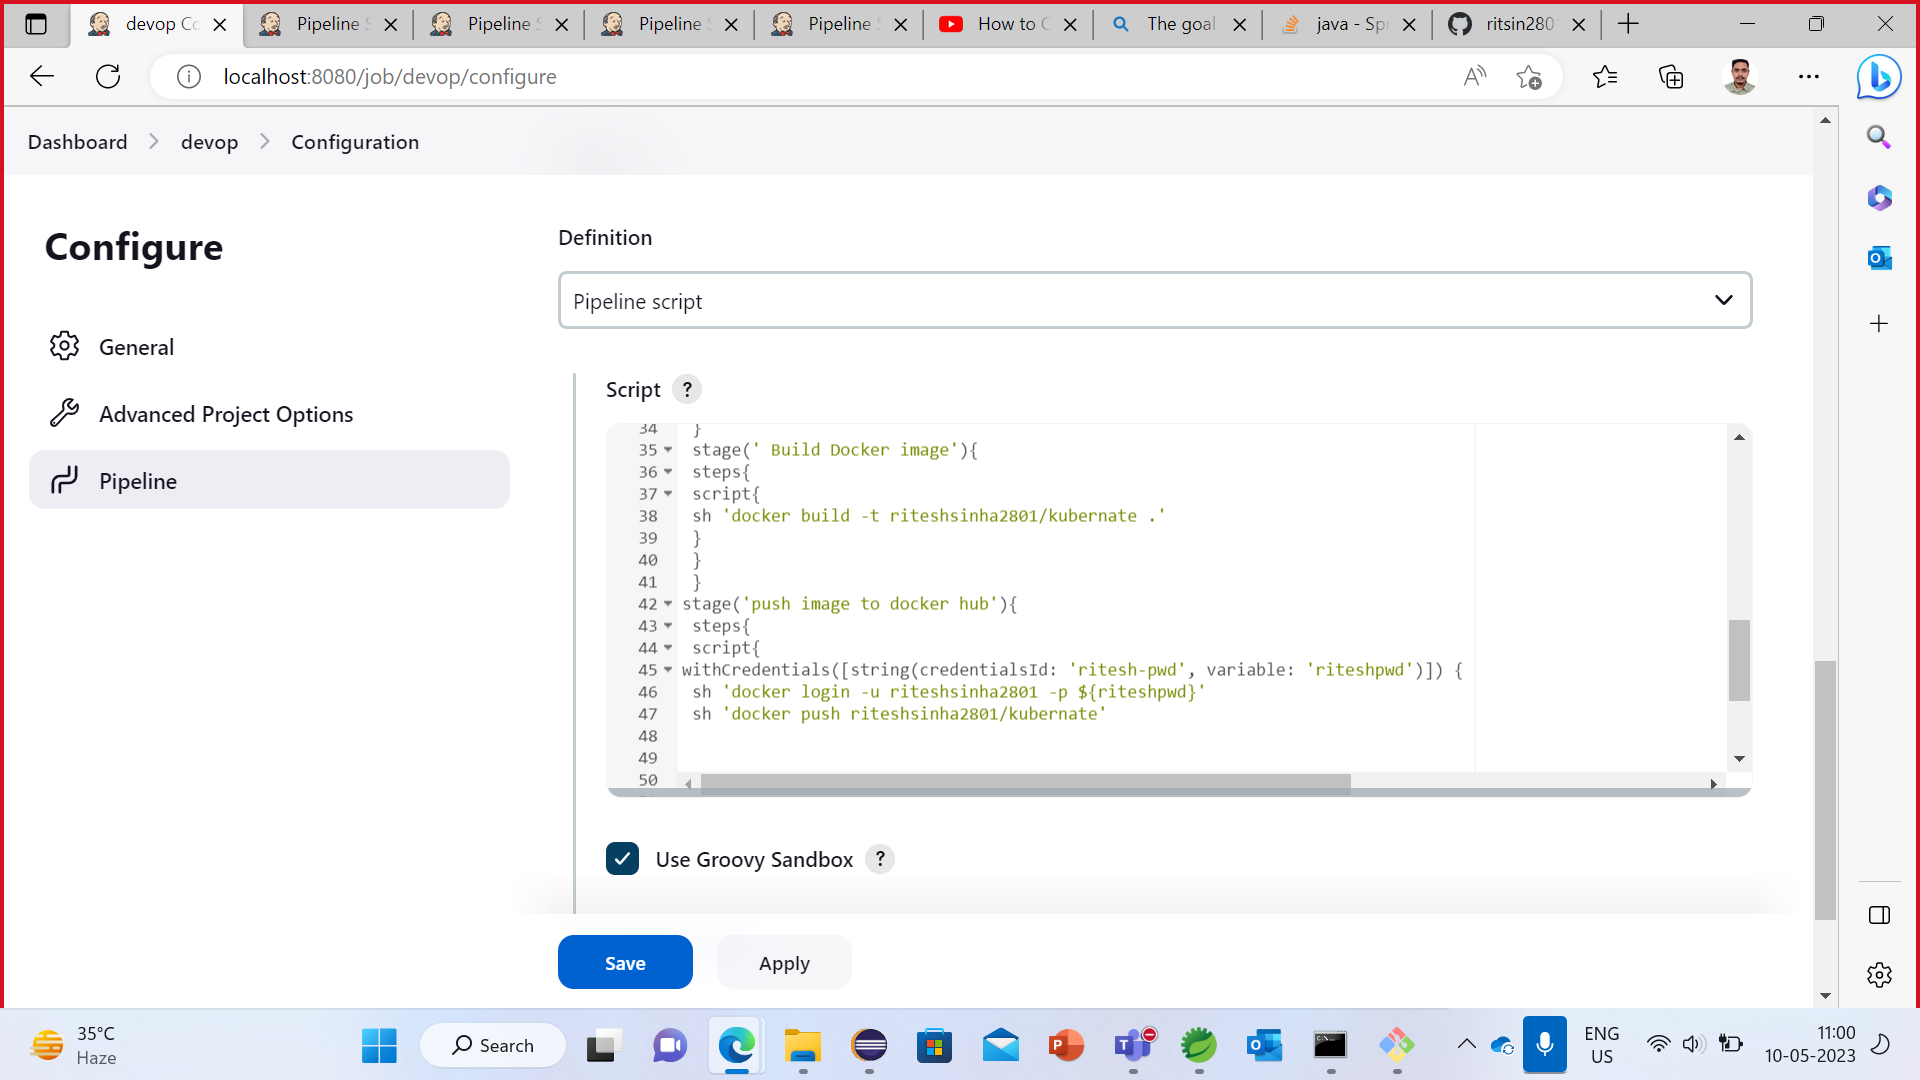 devop Co
Pipeline S
Pipeline S
Pipeline S
Pipeline S
How to C
The goal
java - Spr
ritsin280
localhost:8080/job/devop/configure
Dashboard
devop
Configuration
Configure
General
Advanced Project Options
Pipeline
Definition
Pipeline script
Script ?
34 }
35 stage(' Build Docker image'){
36 steps{
37 script{
38 sh 'docker build -t riteshsinha2801/kubernate .'
39 }
40 }
41 }
42 stage('push image to docker hub'){
43 steps{
44 script{
45 withCredentials([string(credentialsId: 'ritesh-pwd', variable: 'riteshpwd')]) {
46 sh 'docker login -u riteshsinha2801 -p ${riteshpwd}'
47 sh 'docker push riteshsinha2801/kubernate'
48
49
50
Use Groovy Sandbox ?
Save
Apply
35°C
Haze
Search
ENG
US
11:00
10-05-2023